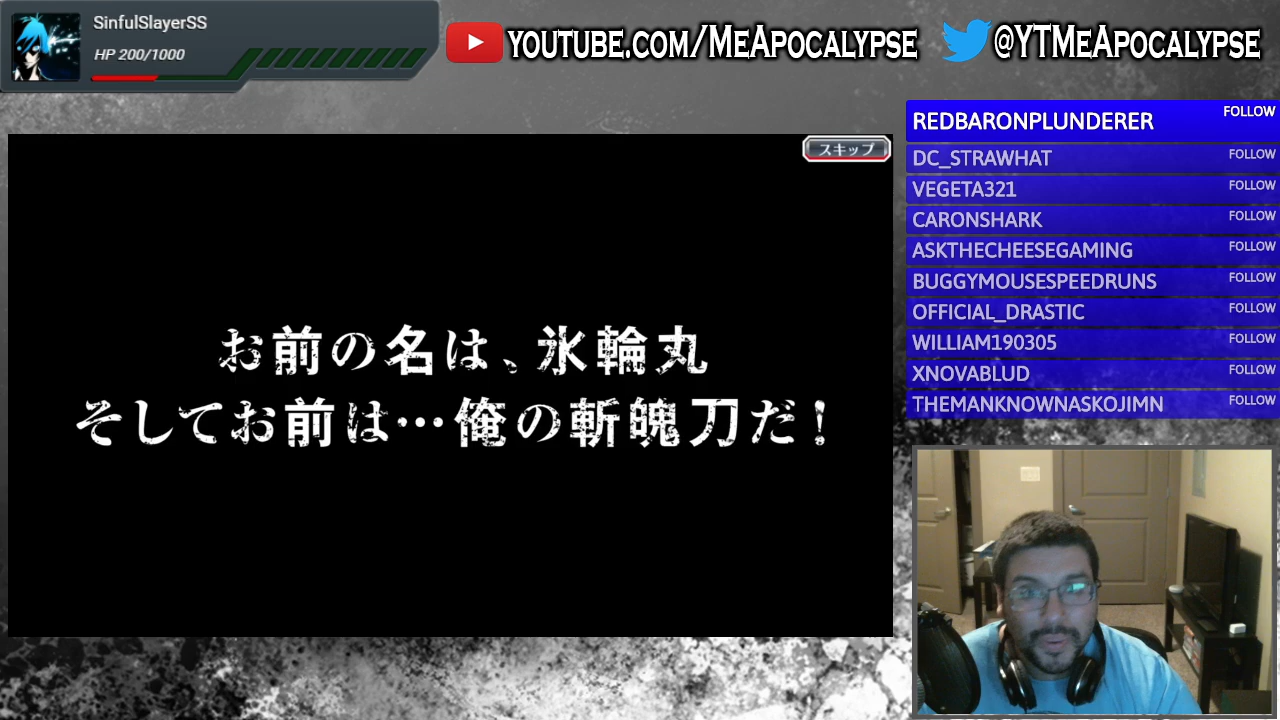 SinfulSlayerSS
HP 200/1000
YOUTUBE.COM/MEAPOCALYPSE
@YTMEAPOCALYPSE
スキップ
お前の名は、氷輪丸
そしてお前は…俺の斬魄刀だ!
REDBARONPLUNDERER FOLLOW
DC_STRAWHAT FOLLOW
VEGETA321 FOLLOW
CARONSHARK FOLLOW
ASKTHECHEESEGAMING FOLLOW
BUGGYMOUSESPEEDRUNS FOLLOW
OFFICIAL_DRASTIC FOLLOW
WILLIAM190305 FOLLOW
XNOVABLUD FOLLOW
THEMANKNOWNASKOJIMN FOLLOW